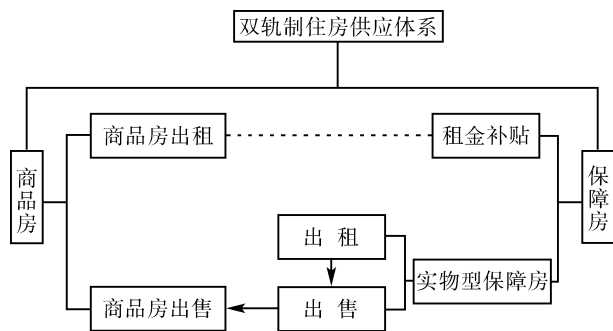 双轨制住房供应体系
商品房出租
租金补贴
商品房
保障房
出 租
实物型保障房
商品房出售
出 售